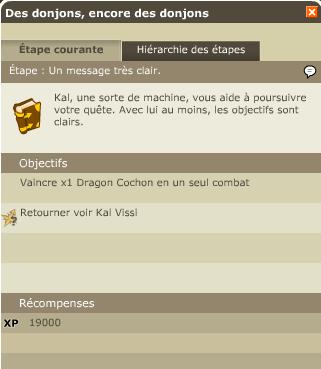 Des donjons, encore des donjons
Étape courante
Hiérarchie des étapes
Étape : Un message très clair.
Kal, une sorte de machine, vous aide à poursuivre
votre quête. Avec lui au moins, les objectifs sont
clairs.
Objectifs
Vaincre x1 Dragon Cochon en un seul combat
Retourner voir Kal Vissi
Récompenses
XP 19000